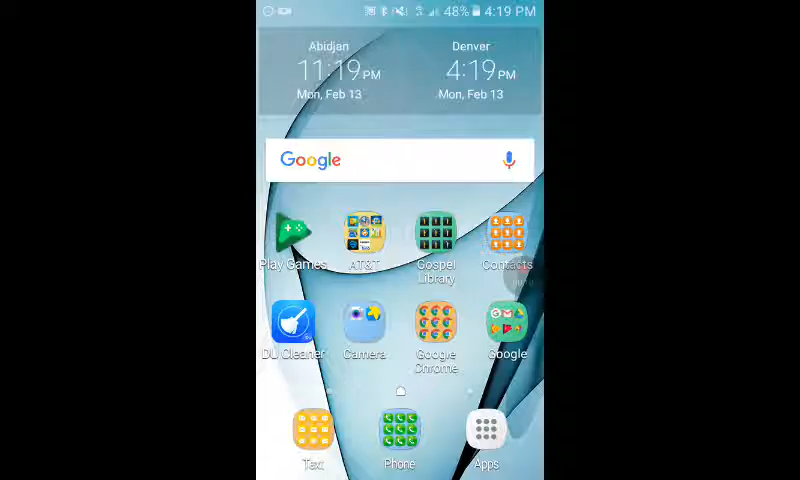 48% 4:19 PM
Abidjan Denver
11:19 PM 4:19 PM
Mon, Feb 13 Mon, Feb 13
Google
Play Games AT&T Gospel Library Contacts
DU Cleaner Camera Google Chrome Google
Text Phone Apps